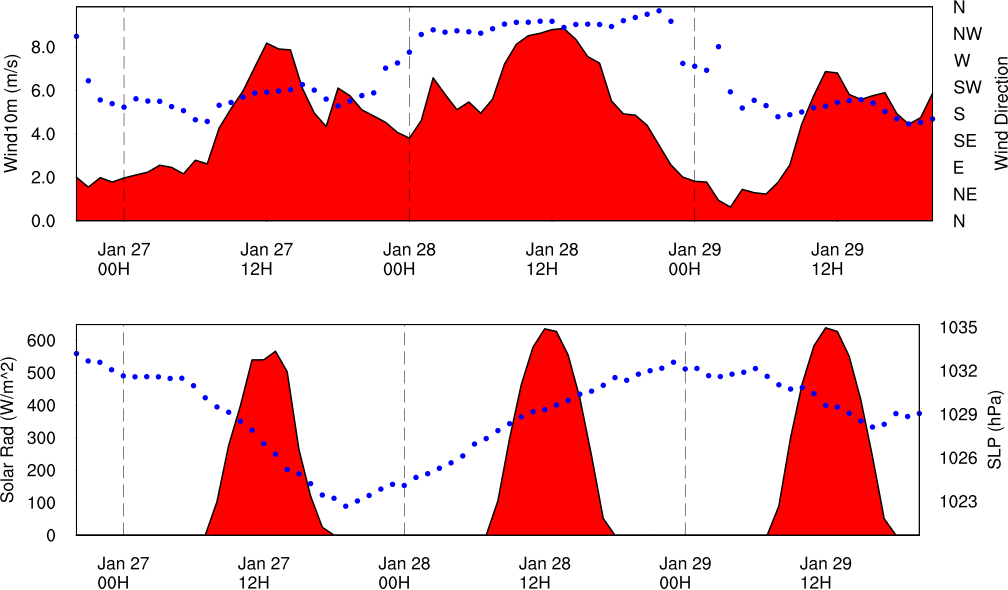 N
8.0
NW
W
6.0
SW
S
4.0
SE
E
2.0
NE
0.0
N
Wind10m (m/s)
Wind Direction
Jan 27 Jan 27 Jan 28 Jan 28 Jan 29 Jan 29
00H 12H 00H 12H 00H 12H
1035
600
500
1032
400
1029
300
200
1026
100
1023
0
Solar Rad (W/m^2)
SLP (hPa)
Jan 27 Jan 27 Jan 28 Jan 28 Jan 29 Jan 29
00H 12H 00H 12H 00H 12H